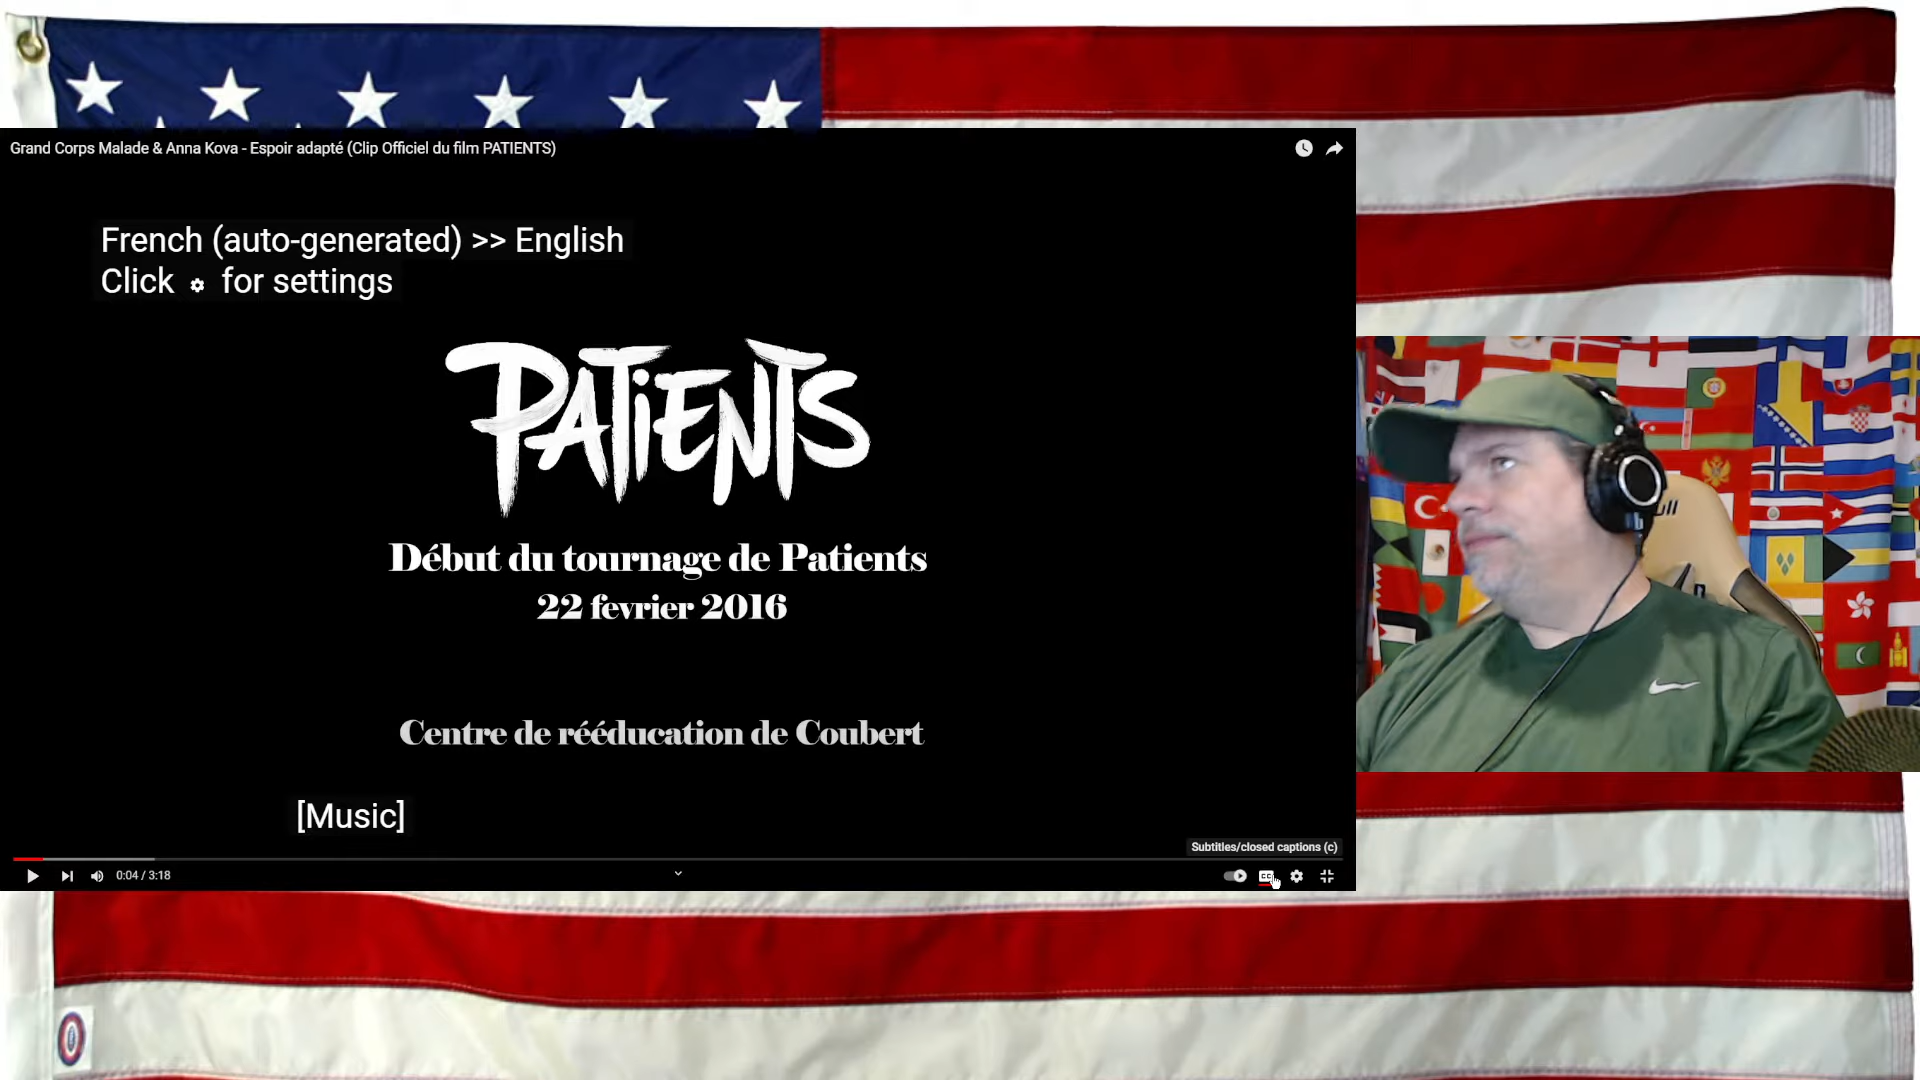 Grand Corps Malade & Anna Kova - Espoir adapté (Clip Officiel du film PATIENTS)
French (auto-generated) >> English
Click for settings
PATiENTS
Début du tournage de Patients
22 fevrier 2016
Centre de rééducation de Coubert
[Music]
Subtitles/closed captions (c)
0:04 / 3:18
CC